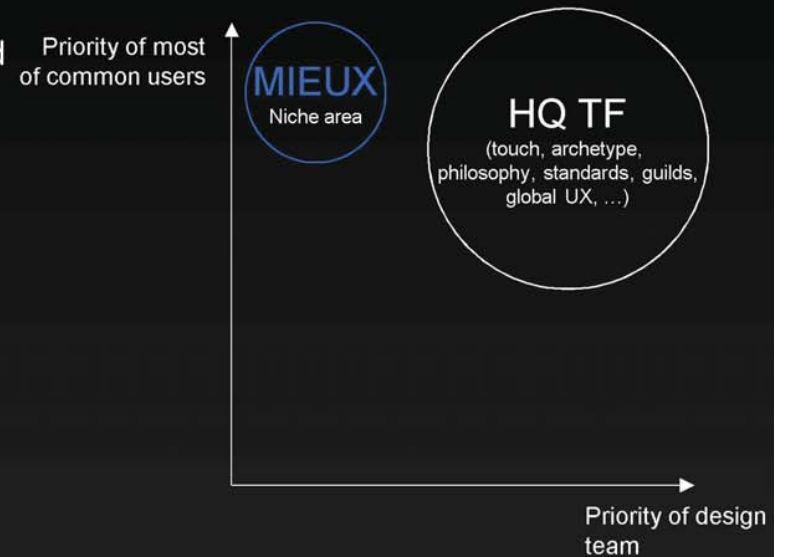 Priority of most
of common users
MIEUX
Niche area
HQ TF
(touch, archetype,
philosophy, standards, guilds,
global UX, …)
Priority of design
team